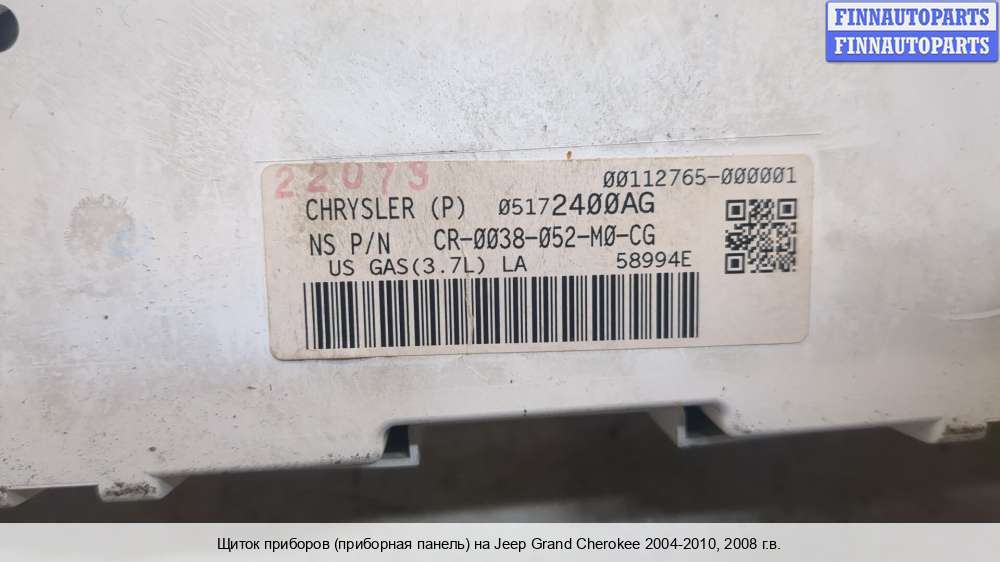 FINNAUTOPARTS
FINNAUTOPARTS
22073
00112765-000001
CHRYSLER (P) 05172400AG
NS P/N CR-0038-052-M0-CG
US GAS(3.7L) LA 58994E
Щиток приборов (приборная панель) на Jeep Grand Cherokee 2004-2010, 2008 г.в.